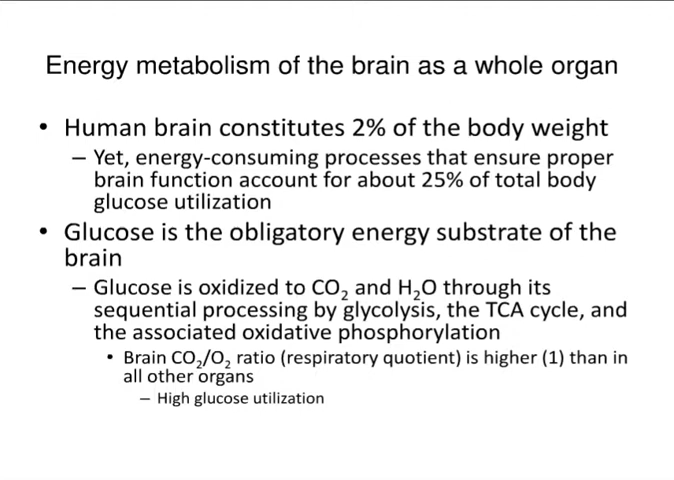 Energy metabolism of the brain as a whole organ
• Human brain constitutes 2% of the body weight
– Yet, energy-consuming processes that ensure proper
brain function account for about 25% of total body
glucose utilization
• Glucose is the obligatory energy substrate of the
brain
– Glucose is oxidized to CO₂ and H₂O through its
sequential processing by glycolysis, the TCA cycle, and
the associated oxidative phosphorylation
• Brain CO₂/O₂ ratio (respiratory quotient) is higher (1) than in
all other organs
– High glucose utilization